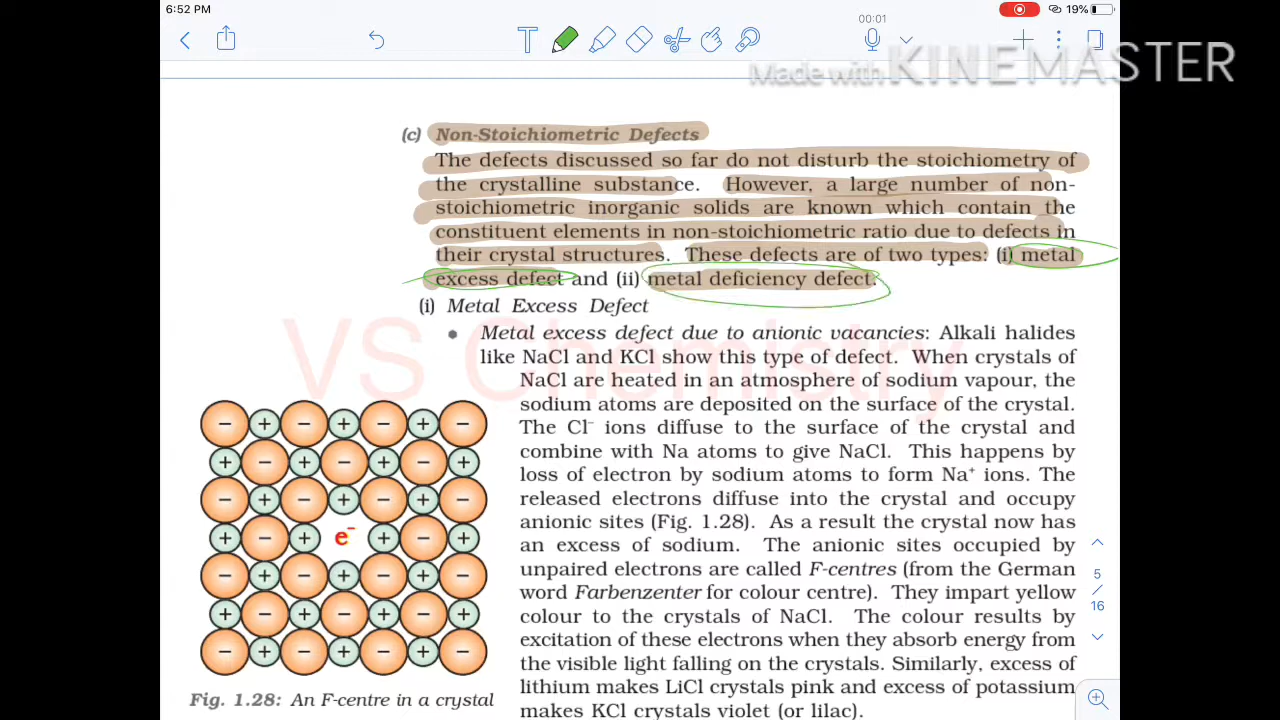 6:52 PM
00:01
19%
Made with KINEMASTER
(c) Non-Stoichiometric Defects
The defects discussed so far do not disturb the stoichiometry of
the crystalline substance. However, a large number of non-
stoichiometric inorganic solids are known which contain the
constituent elements in non-stoichiometric ratio due to defects in
their crystal structures. These defects are of two types: (i) metal
excess defect and (ii) metal deficiency defect.
(i) Metal Excess Defect
VS Chemistry
• Metal excess defect due to anionic vacancies: Alkali halides
like NaCl and KCl show this type of defect. When crystals of
NaCl are heated in an atmosphere of sodium vapour, the
sodium atoms are deposited on the surface of the crystal.
The Cl⁻ ions diffuse to the surface of the crystal and
combine with Na atoms to give NaCl. This happens by
loss of electron by sodium atoms to form Na⁺ ions. The
released electrons diffuse into the crystal and occupy
anionic sites (Fig. 1.28). As a result the crystal now has
an excess of sodium. The anionic sites occupied by
unpaired electrons are called F-centres (from the German
word Farbenzenter for colour centre). They impart yellow
colour to the crystals of NaCl. The colour results by
excitation of these electrons when they absorb energy from
the visible light falling on the crystals. Similarly, excess of
lithium makes LiCl crystals pink and excess of potassium
makes KCl crystals violet (or lilac).
− + − + − + −
+ − + − + − +
− + − + − + −
+ − + e⁻ + − +
− + − + − + −
+ − + − + − +
− + − + − + −
Fig. 1.28: An F-centre in a crystal
5
/
16